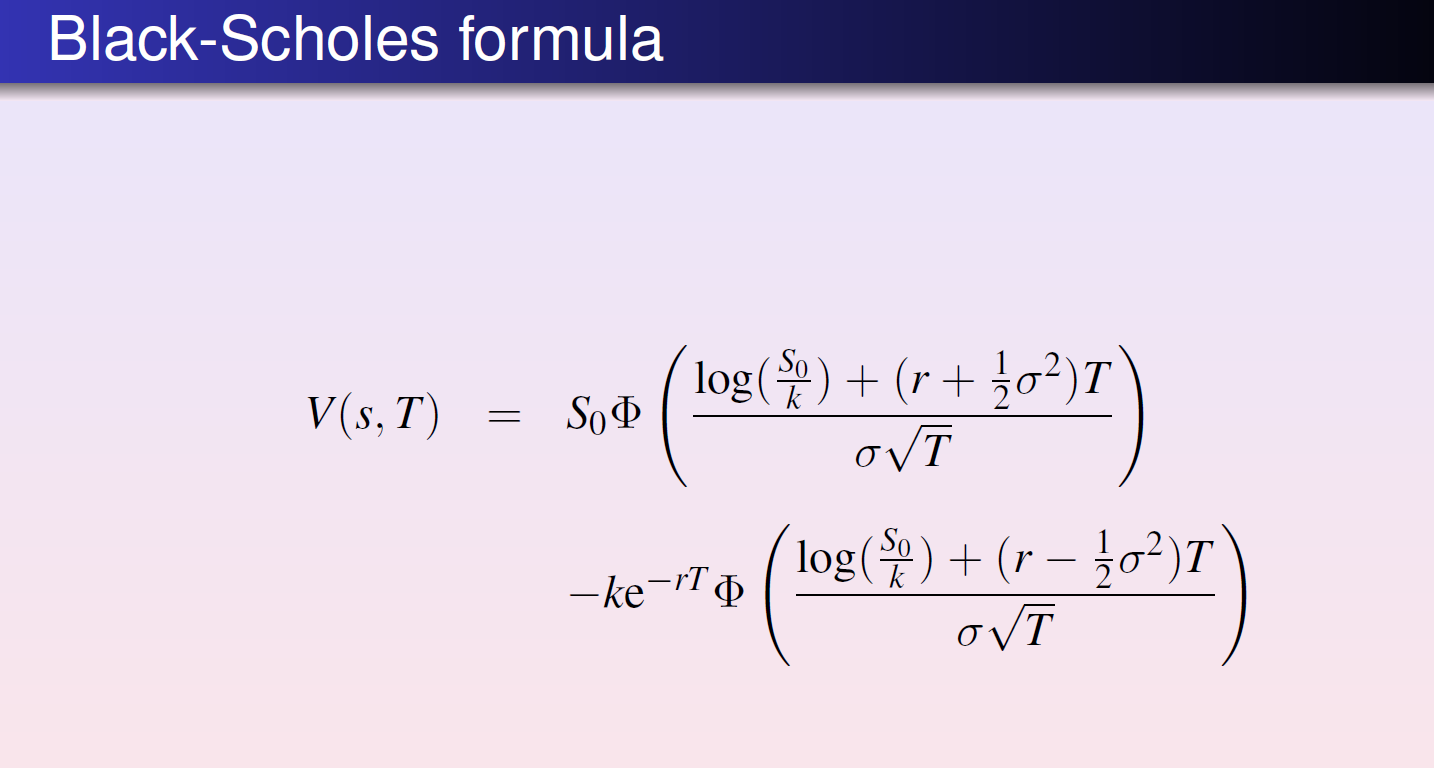 Black-Scholes formula
V(s, T) = S₀Φ( (log(S₀/k) + (r + ½σ²)T) / (σ√T) )
−ke^{−rT}Φ( (log(S₀/k) + (r − ½σ²)T) / (σ√T) )